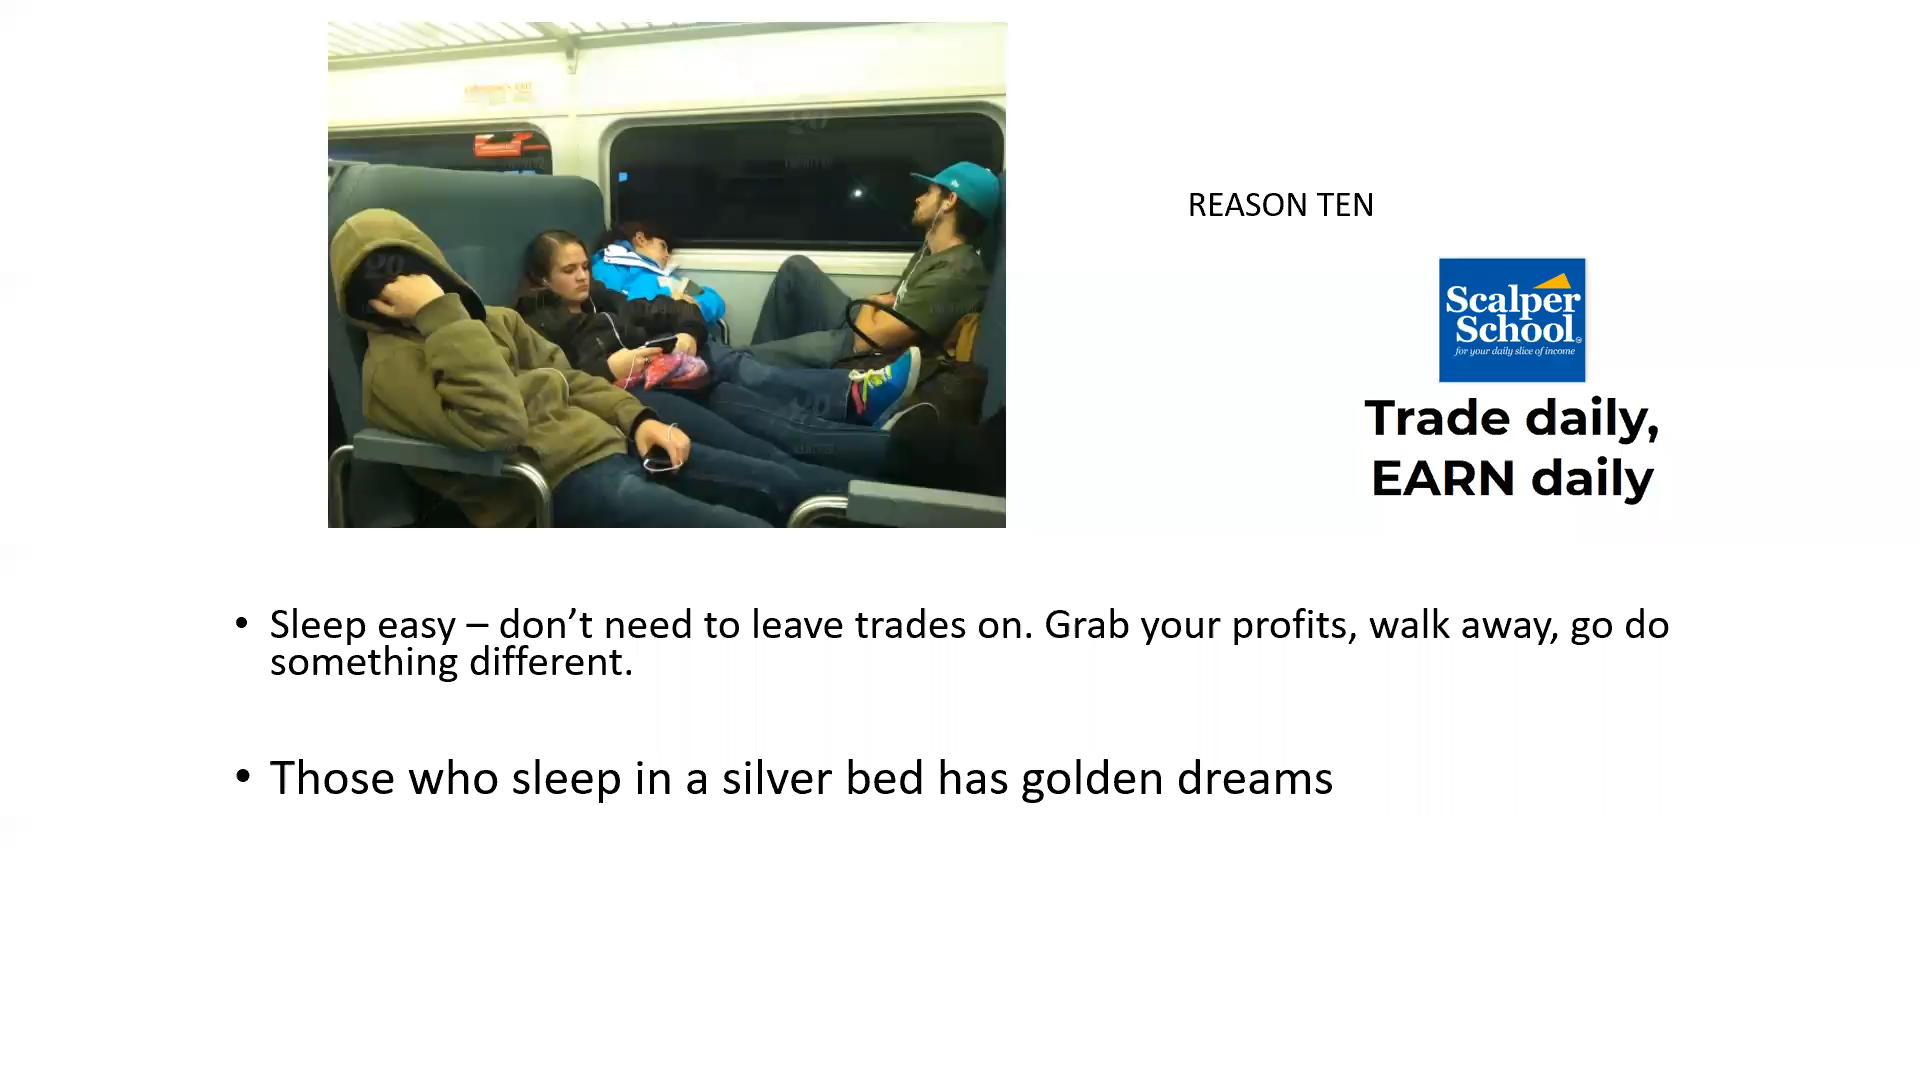 REASON TEN
Scalper
School
for your daily slice of income
Trade daily,
EARN daily
• Sleep easy – don’t need to leave trades on. Grab your profits, walk away, go do
something different.
• Those who sleep in a silver bed has golden dreams